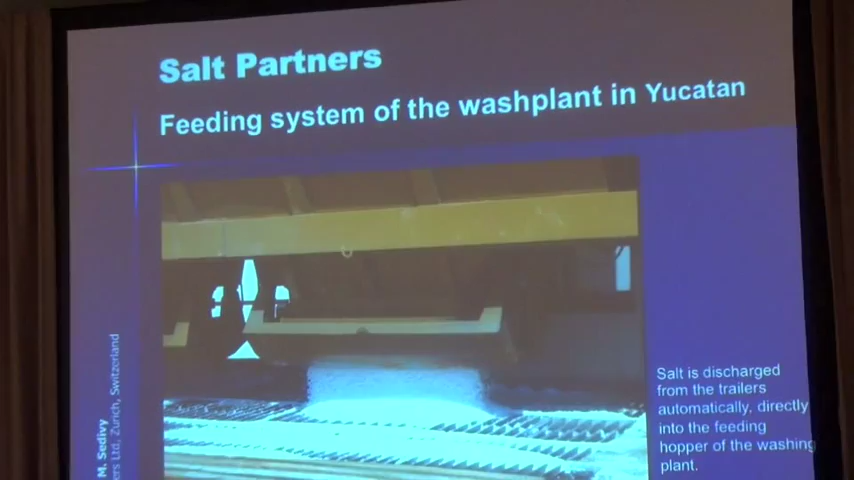 Salt Partners
Feeding system of the washplant in Yucatan
Salt is discharged
from the trailers
automatically, directly
into the feeding
hopper of the washing
plant.
M. Sedivy
ers Ltd, Zurich, Switzerland